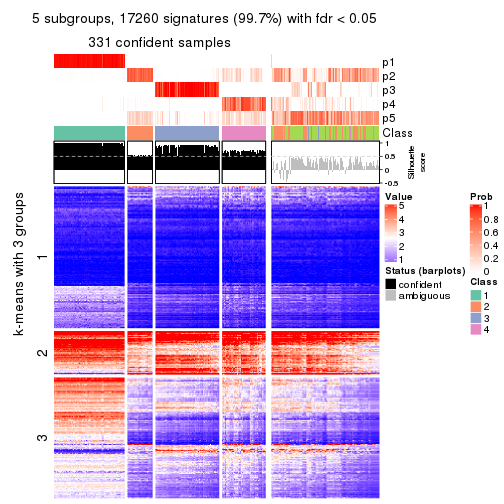 5 subgroups, 17260 signatures (99.7%) with fdr < 0.05
331 confident samples
p1
p2
p3
p4
p5
Class
1
0.5
0
-0.5
Silhouette
score
k-means with 3 groups
1
2
3
Value
5
4
3
2
1
Status (barplots)
confident
ambiguous
Prob
1
0.8
0.6
0.4
0.2
0
Class
1
2
3
4